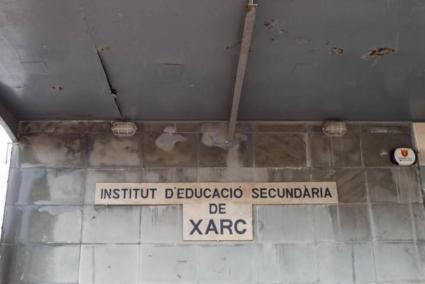 INSTITUT D'EDUCACIÓ SECUNDÀRIA
DE
XARC